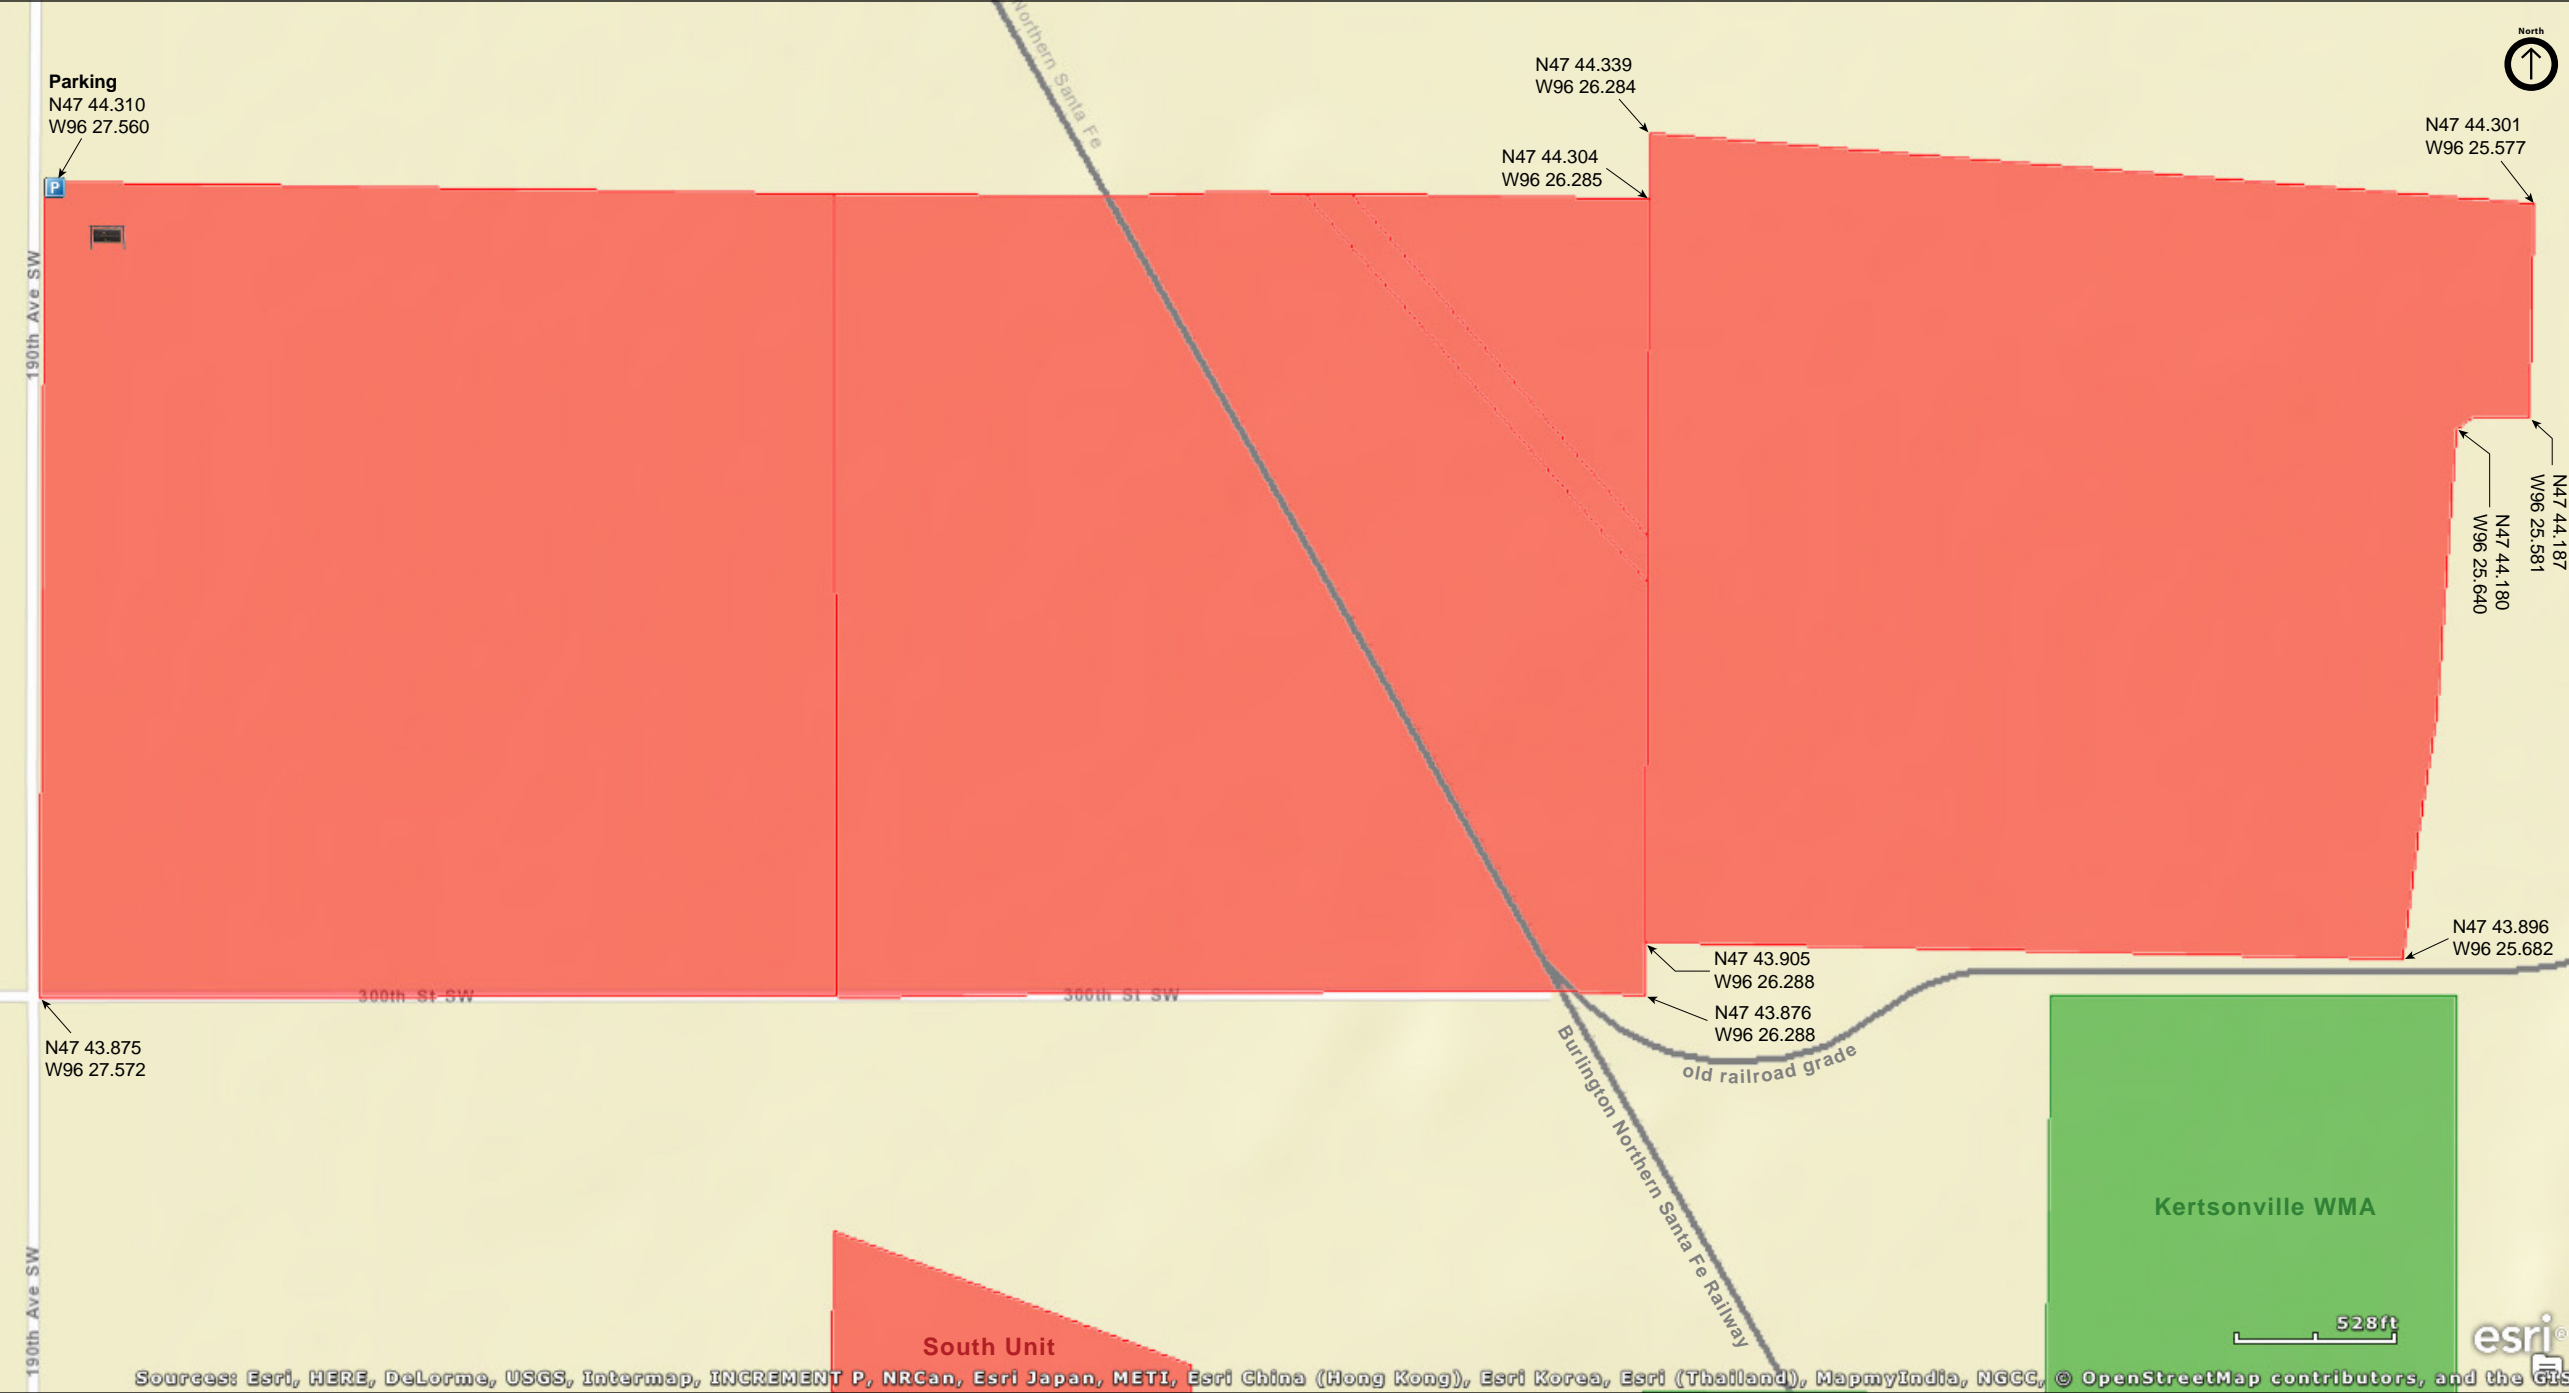 North
Parking
N47 44.310
W96 27.560
Northern Santa Fe
N47 44.339
W96 26.284
N47 44.301
W96 25.577
N47 44.304
W96 26.285
190th Ave SW
N47 44.187
W96 25.581
N47 44.180
W96 25.640
N47 43.896
W96 25.682
N47 43.905
W96 26.288
300th St SW
300th St SW
N47 43.876
W96 26.288
N47 43.875
W96 27.572
old railroad grade
Burlington Northern Santa Fe Railway
Kertsonville WMA
190th Ave SW
South Unit
528ft
esri
Sources: Esri, HERE, DeLorme, USGS, Intermap, INCREMENT P, NRCan, Esri Japan, METI, Esri China (Hong Kong), Esri Korea, Esri (Thailand), MapmyIndia, NGCC, © OpenStreetMap contributors, and the GIS